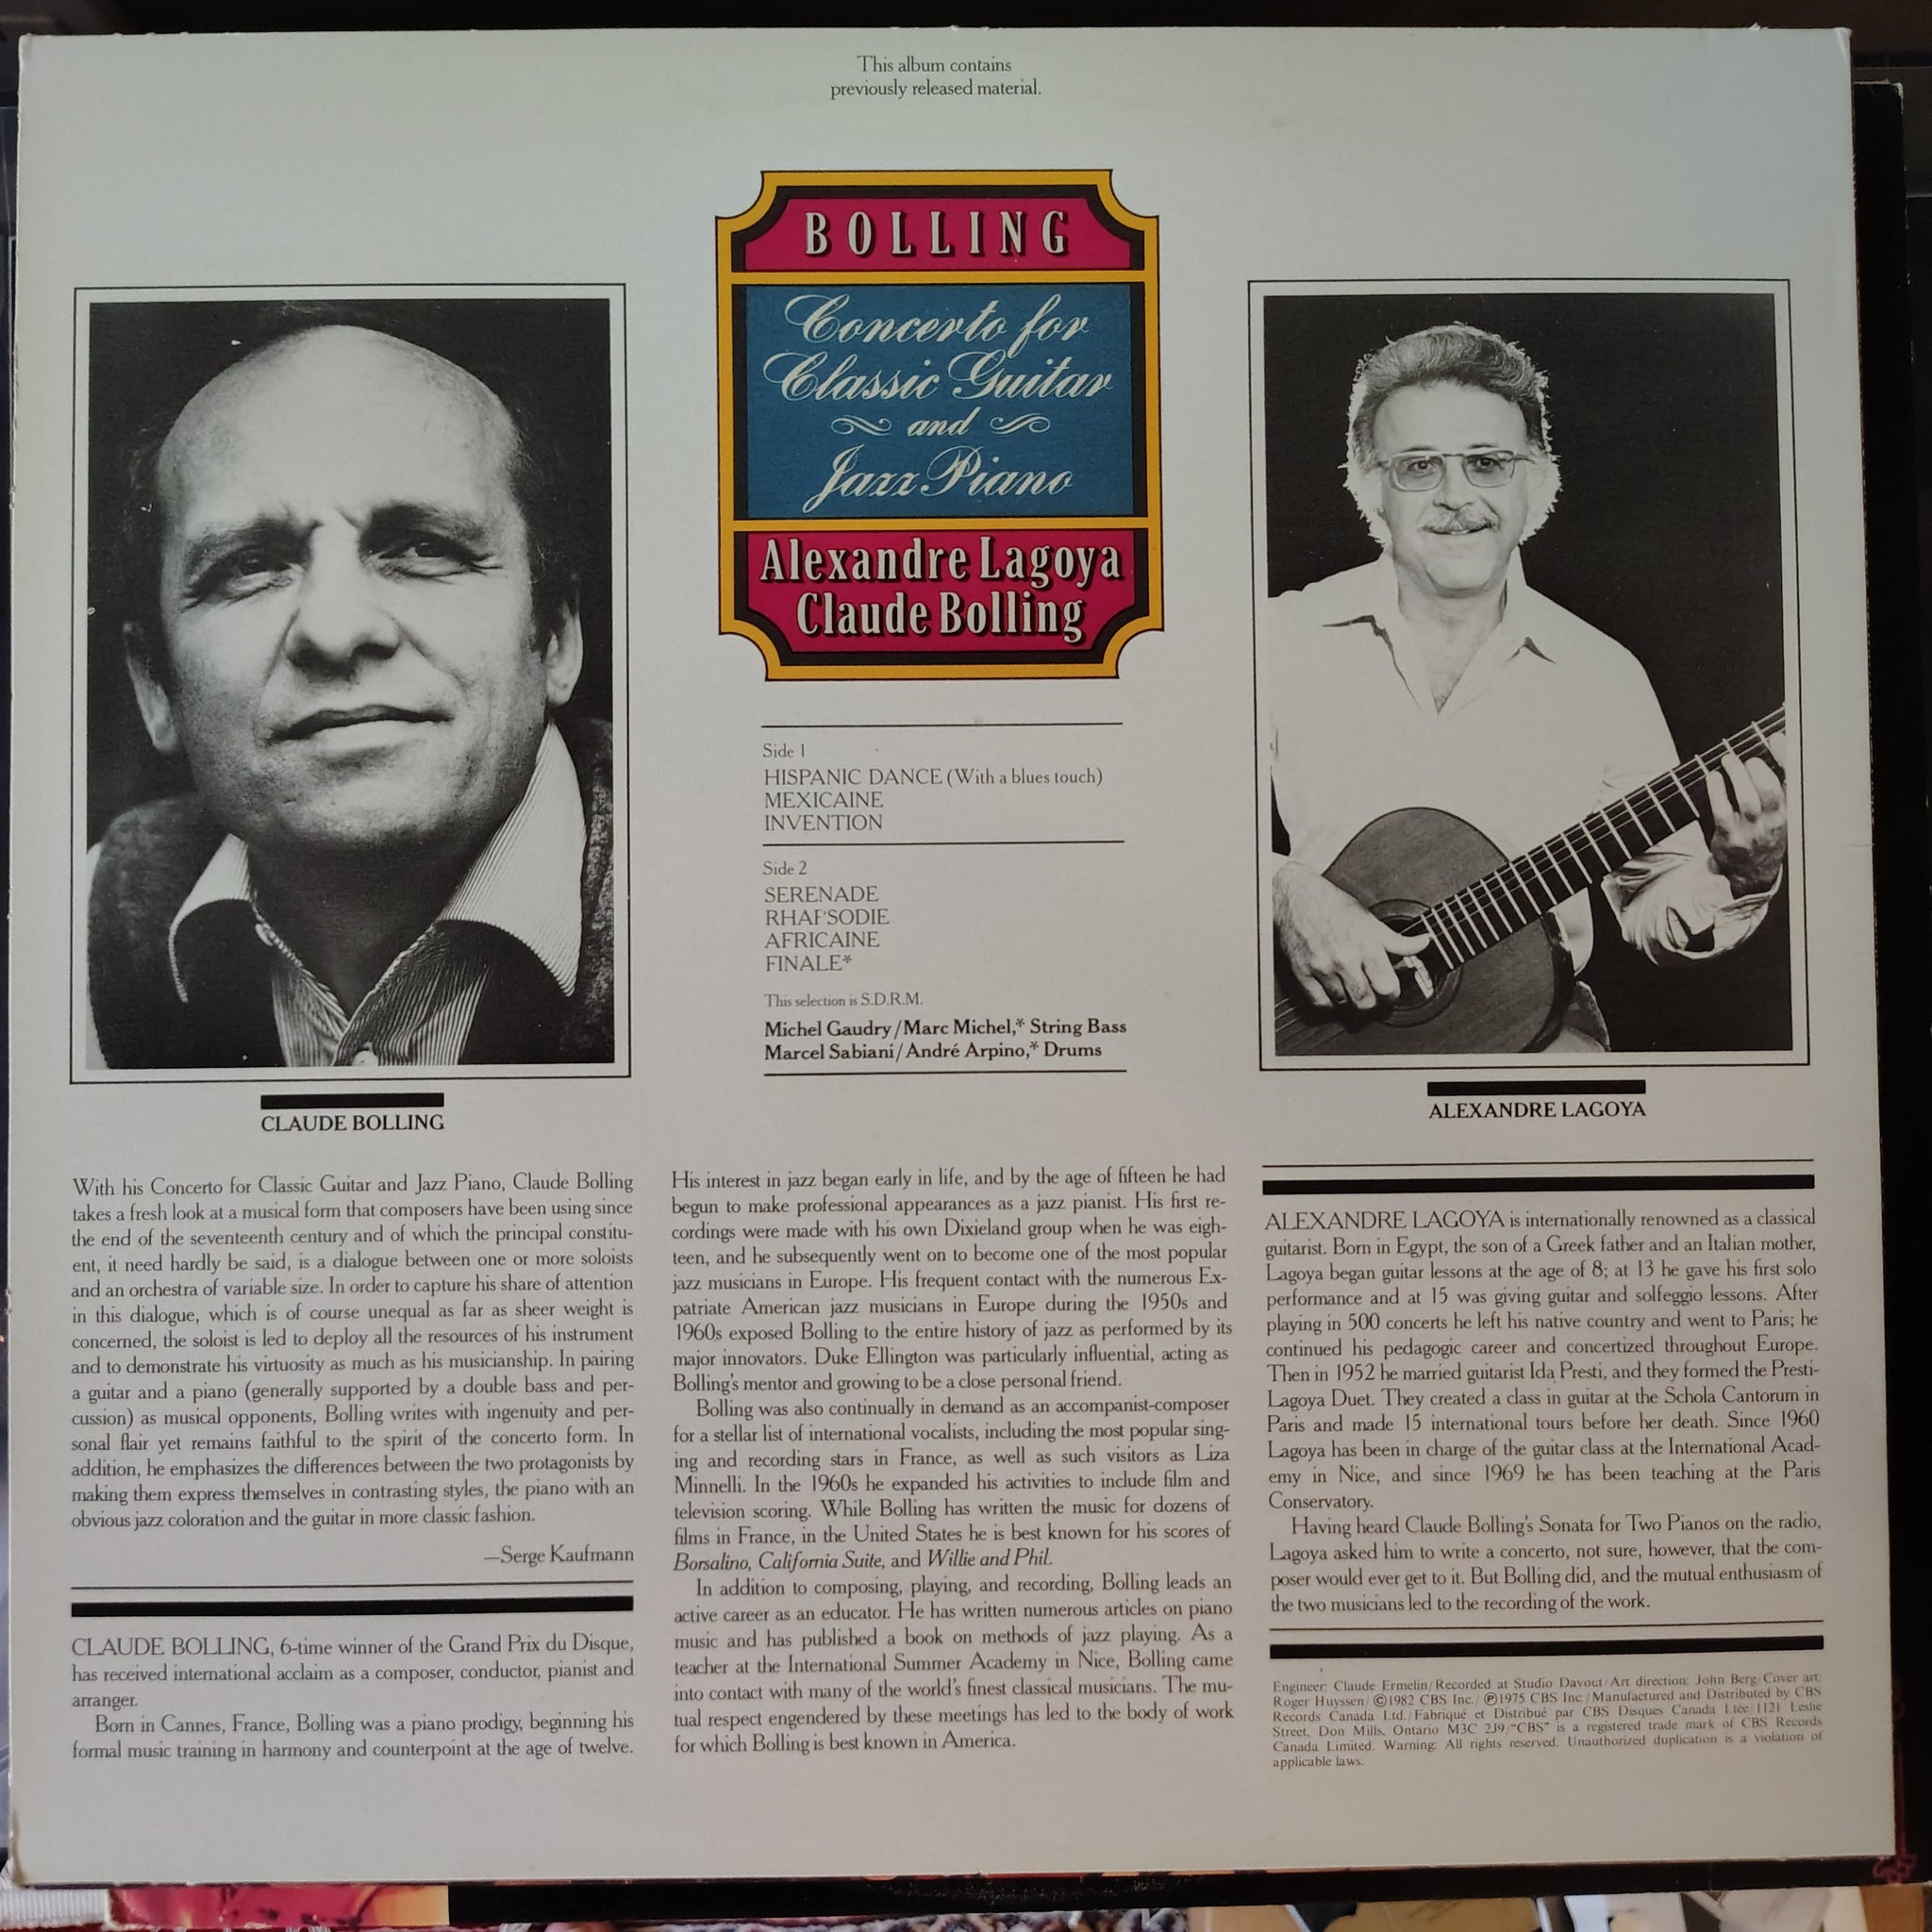 This album contains
previously released material.
BOLLING
Concerto for
Classic Guitar
and
Jazz Piano
Alexandre Lagoya
Claude Bolling
Side 1
HISPANIC DANCE (With a blues touch)
MEXICAINE
INVENTION
Side 2
SERENADE
RHAPSODIE
AFRICAINE
FINALE*
This selection is S.D.R.M.
Michel Gaudry/Marc Michel,* String Bass
Marcel Sabiani/André Arpino,* Drums
CLAUDE BOLLING
ALEXANDRE LAGOYA
With his Concerto for Classic Guitar and Jazz Piano, Claude Bolling
takes a fresh look at a musical form that composers have been using since
the end of the seventeenth century and of which the principal constitu-
ent, it need hardly be said, is a dialogue between one or more soloists
and an orchestra of variable size. In order to capture his share of attention
in this dialogue, which is of course unequal as far as sheer weight is
concerned, the soloist is led to deploy all the resources of his instrument
and to demonstrate his virtuosity as much as his musicianship. In pairing
a guitar and a piano (generally supported by a double bass and per-
cussion) as musical opponents, Bolling writes with ingenuity and per-
sonal flair yet remains faithful to the spirit of the concerto form. In
addition, he emphasizes the differences between the two protagonists by
making them express themselves in contrasting styles, the piano with an
obvious jazz coloration and the guitar in more classic fashion.
—Serge Kaufmann
CLAUDE BOLLING, 6-time winner of the Grand Prix du Disque,
has received international acclaim as a composer, conductor, pianist and
arranger.
Born in Cannes, France, Bolling was a piano prodigy, beginning his
formal music training in harmony and counterpoint at the age of twelve.
His interest in jazz began early in life, and by the age of fifteen he had
begun to make professional appearances as a jazz pianist. His first re-
cordings were made with his own Dixieland group when he was eigh-
teen, and he subsequently went on to become one of the most popular
jazz musicians in Europe. His frequent contact with the numerous Ex-
patriate American jazz musicians in Europe during the 1950s and
1960s exposed Bolling to the entire history of jazz as performed by its
major innovators. Duke Ellington was particularly influential, acting as
Bolling's mentor and growing to be a close personal friend.
Bolling was also continually in demand as an accompanist-composer
for a stellar list of international vocalists, including the most popular sing-
ing and recording stars in France, as well as such visitors as Liza
Minnelli. In the 1960s he expanded his activities to include film and
television scoring. While Bolling has written the music for dozens of
films in France, in the United States he is best known for his scores of
Borsalino, California Suite, and Willie and Phil.
In addition to composing, playing, and recording, Bolling leads an
active career as an educator. He has written numerous articles on piano
music and has published a book on methods of jazz playing. As a
teacher at the International Summer Academy in Nice, Bolling came
into contact with many of the world's finest classical musicians. The mu-
tual respect engendered by these meetings has led to the body of work
for which Bolling is best known in America.
ALEXANDRE LAGOYA is internationally renowned as a classical
guitarist. Born in Egypt, the son of a Greek father and an Italian mother,
Lagoya began guitar lessons at the age of 8; at 13 he gave his first solo
performance and at 15 was giving guitar and solfeggio lessons. After
playing in 500 concerts he left his native country and went to Paris; he
continued his pedagogic career and concertized throughout Europe.
Then in 1952 he married guitarist Ida Presti, and they formed the Presti-
Lagoya Duet. They created a class in guitar at the Schola Cantorum in
Paris and made 15 international tours before her death. Since 1960
Lagoya has been in charge of the guitar class at the International Acad-
emy in Nice, and since 1969 he has been teaching at the Paris
Conservatory.
Having heard Claude Bolling's Sonata for Two Pianos on the radio,
Lagoya asked him to write a concerto, not sure, however, that the com-
poser would ever get to it. But Bolling did, and the mutual enthusiasm of
the two musicians led to the recording of the work.
Engineer: Claude Ermelin/Recorded at Studio Davout/Art direction: John Berg/Cover art:
Roger Huyssen/ ©1982 CBS Inc./ ℗1975 CBS Inc./Manufactured and Distributed by CBS
Records Canada Ltd./Fabriqué et Distribué par CBS Disques Canada Ltée/1121 Leslie
Street, Don Mills, Ontario M3C 2J9/"CBS" is a registered trade mark of CBS Records
Canada Limited. Warning: All rights reserved. Unauthorized duplication is a violation of
applicable laws.